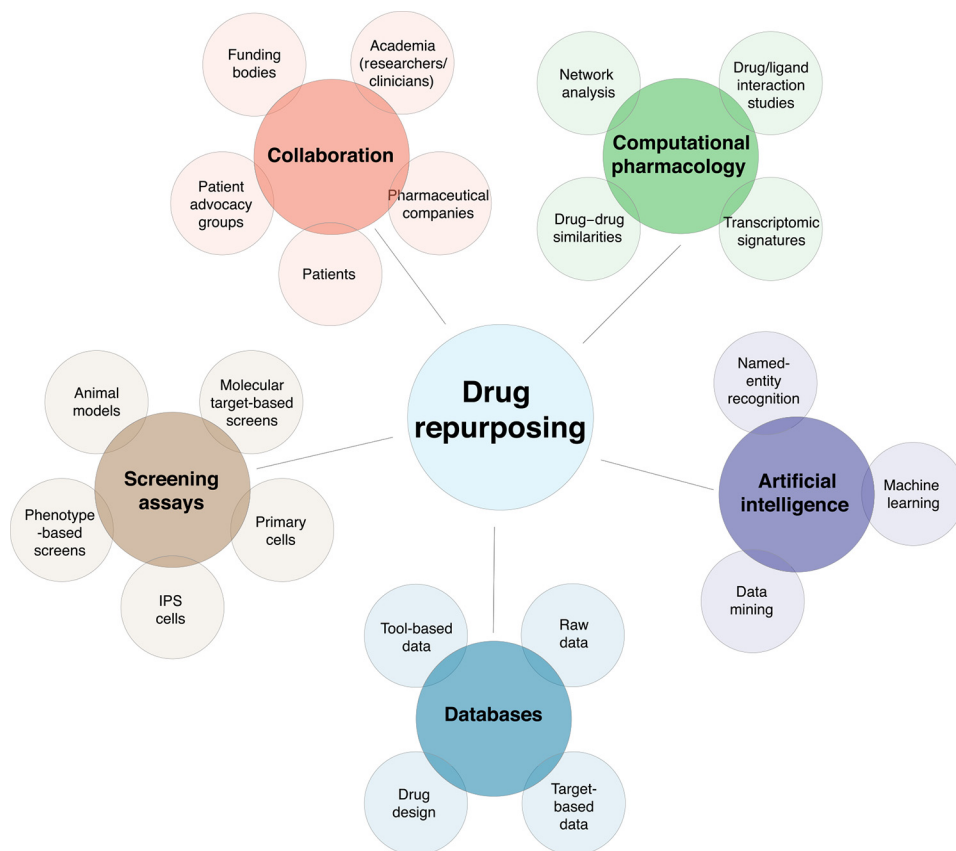 Funding
bodies
Academia
(researchers/
clinicians)
Collaboration
Patient
advocacy
groups
Pharmaceutical
companies
Patients
Network
analysis
Drug/ligand
interaction
studies
Computational
pharmacology
Drug–drug
similarities
Transcriptomic
signatures
Drug
repurposing
Animal
models
Molecular
target-based
screens
Screening
assays
Phenotype
-based
screens
Primary
cells
IPS
cells
Named-
entity
recognition
Artificial
intelligence
Machine
learning
Data
mining
Tool-based
data
Raw
data
Databases
Drug
design
Target-
based
data